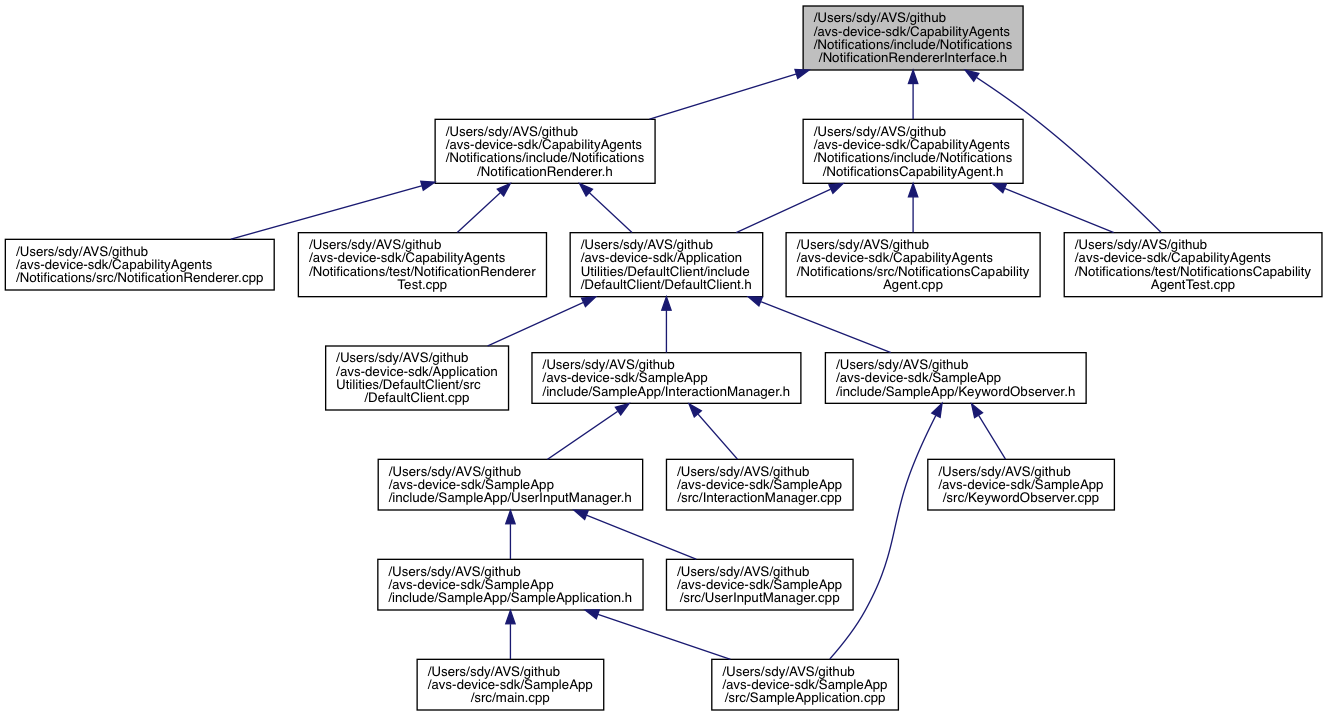 /Users/sdy/AVS/github
/avs-device-sdk/CapabilityAgents
/Notifications/include/Notifications
/NotificationRendererInterface.h
/Users/sdy/AVS/github
/avs-device-sdk/CapabilityAgents
/Notifications/include/Notifications
/NotificationRenderer.h
/Users/sdy/AVS/github
/avs-device-sdk/CapabilityAgents
/Notifications/include/Notifications
/NotificationsCapabilityAgent.h
/Users/sdy/AVS/github
/avs-device-sdk/CapabilityAgents
/Notifications/src/NotificationRenderer.cpp
/Users/sdy/AVS/github
/avs-device-sdk/CapabilityAgents
/Notifications/test/NotificationRenderer
Test.cpp
/Users/sdy/AVS/github
/avs-device-sdk/Application
Utilities/DefaultClient/include
/DefaultClient/DefaultClient.h
/Users/sdy/AVS/github
/avs-device-sdk/CapabilityAgents
/Notifications/src/NotificationsCapability
Agent.cpp
/Users/sdy/AVS/github
/avs-device-sdk/CapabilityAgents
/Notifications/test/NotificationsCapability
AgentTest.cpp
/Users/sdy/AVS/github
/avs-device-sdk/Application
Utilities/DefaultClient/src
/DefaultClient.cpp
/Users/sdy/AVS/github
/avs-device-sdk/SampleApp
/include/SampleApp/InteractionManager.h
/Users/sdy/AVS/github
/avs-device-sdk/SampleApp
/include/SampleApp/KeywordObserver.h
/Users/sdy/AVS/github
/avs-device-sdk/SampleApp
/include/SampleApp/UserInputManager.h
/Users/sdy/AVS/github
/avs-device-sdk/SampleApp
/src/InteractionManager.cpp
/Users/sdy/AVS/github
/avs-device-sdk/SampleApp
/src/KeywordObserver.cpp
/Users/sdy/AVS/github
/avs-device-sdk/SampleApp
/include/SampleApp/SampleApplication.h
/Users/sdy/AVS/github
/avs-device-sdk/SampleApp
/src/UserInputManager.cpp
/Users/sdy/AVS/github
/avs-device-sdk/SampleApp
/src/main.cpp
/Users/sdy/AVS/github
/avs-device-sdk/SampleApp
/src/SampleApplication.cpp